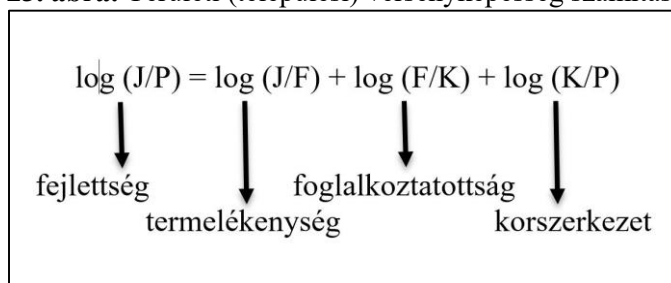 log (J/P) = log (J/F) + log (F/K) + log (K/P)
fejlettség
foglalkoztatottság
termelékenység
korszerkezet